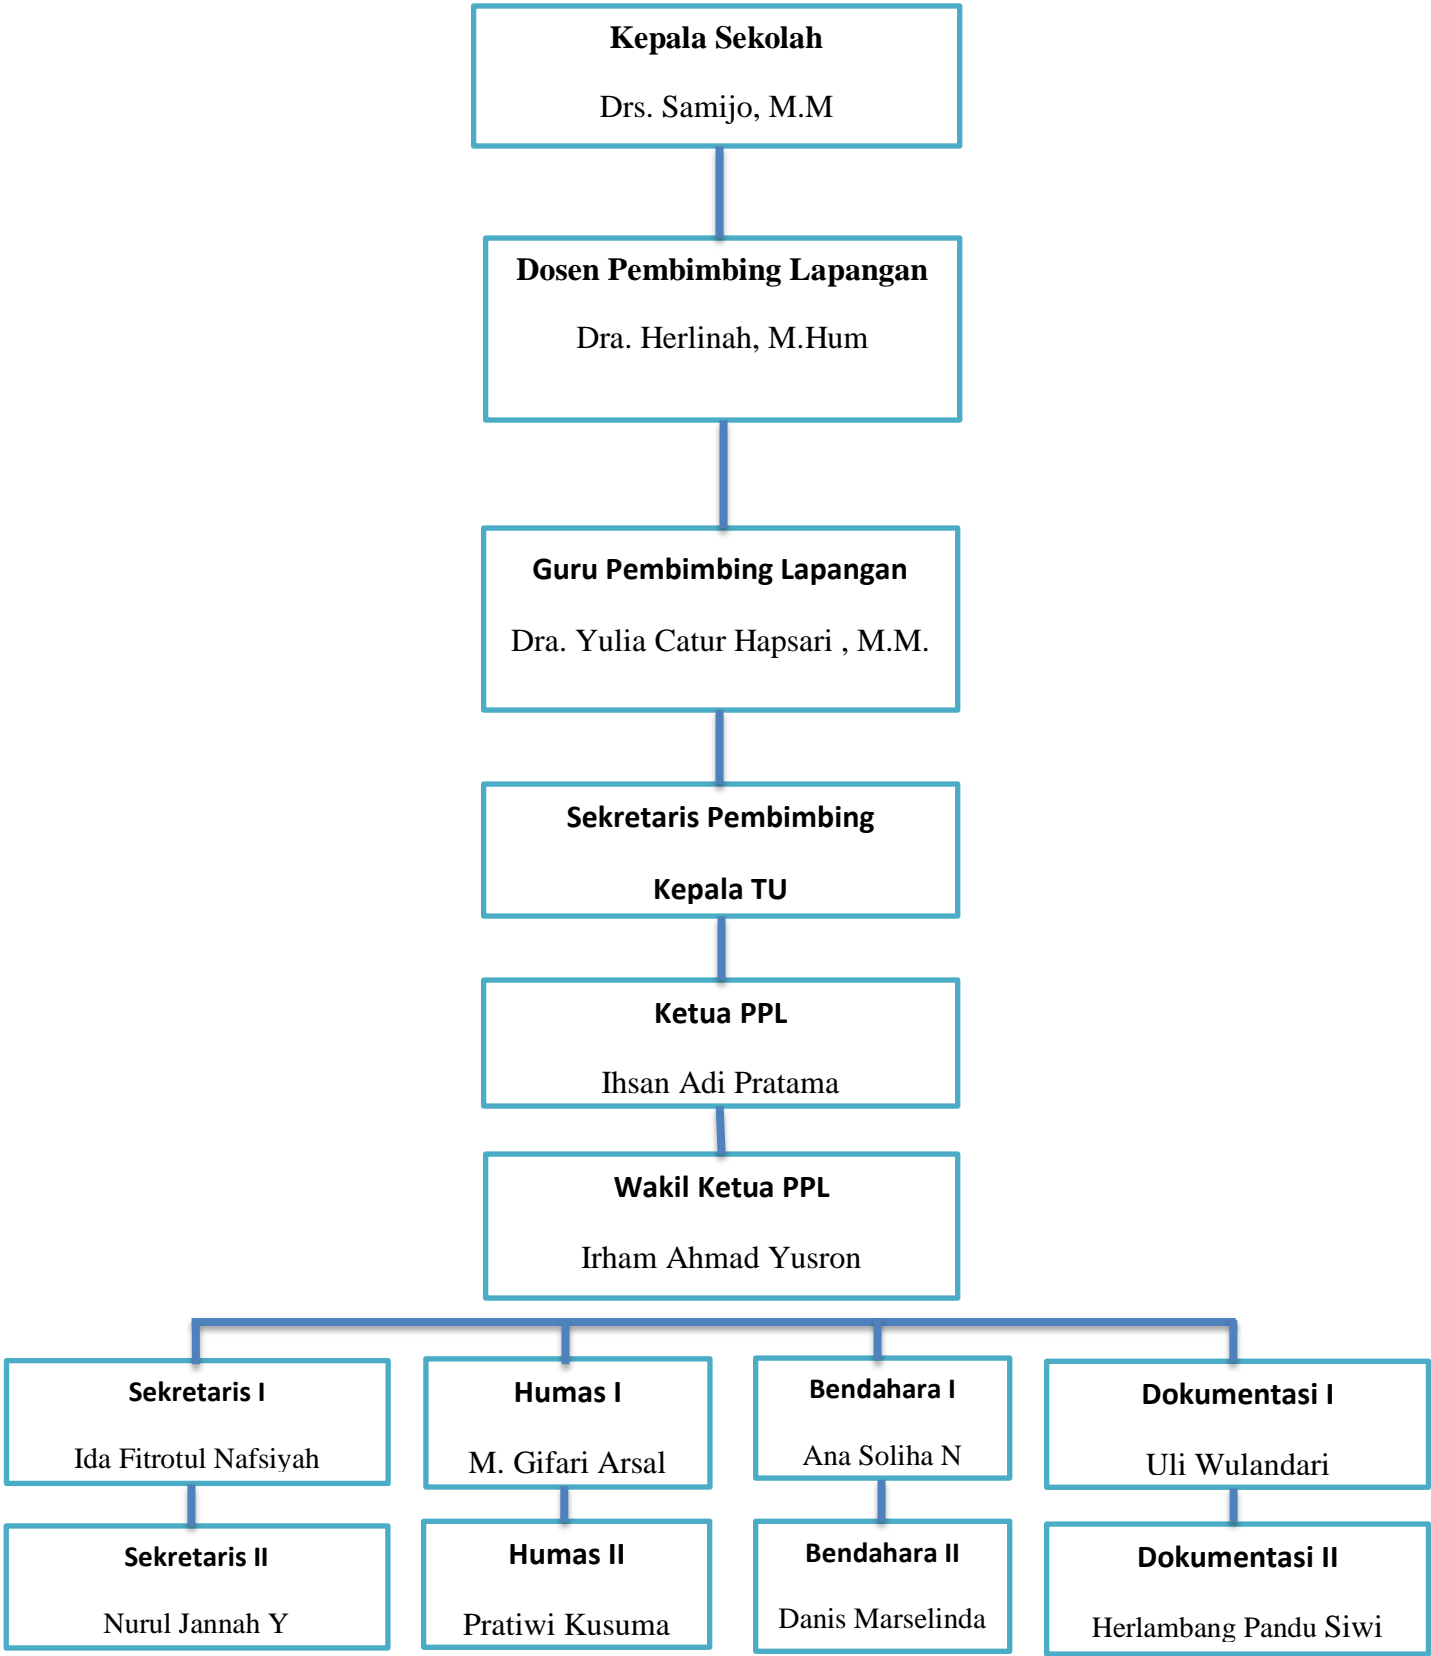 Kepala Sekolah
Drs. Samijo, M.M
Dosen Pembimbing Lapangan
Dra. Herlinah, M.Hum
Guru Pembimbing Lapangan
Dra. Yulia Catur Hapsari , M.M.
Sekretaris Pembimbing
Kepala TU
Ketua PPL
Ihsan Adi Pratama
Wakil Ketua PPL
Irham Ahmad Yusron
Sekretaris I
Ida Fitrotul Nafsiyah
Humas I
M. Gifari Arsal
Bendahara I
Ana Soliha N
Dokumentasi I
Uli Wulandari
Sekretaris II
Nurul Jannah Y
Humas II
Pratiwi Kusuma
Bendahara II
Danis Marselinda
Dokumentasi II
Herlambang Pandu Siwi